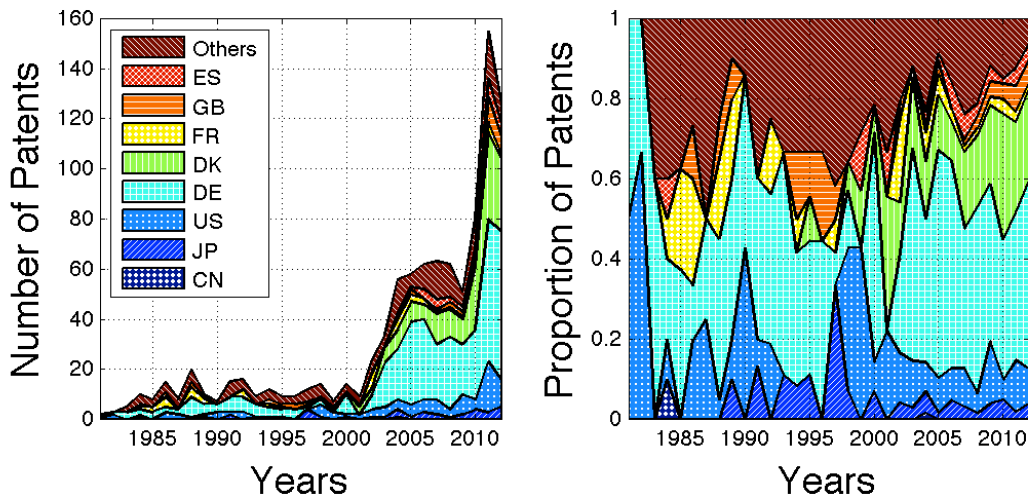 Number of Patents
160
140
120
100
80
60
40
20
0
Others
ES
GB
FR
DK
DE
US
JP
CN
1985
1990
1995
2000
2005
2010
Years
Proportion of Patents
1
0.8
0.6
0.4
0.2
0
1985
1990
1995
2000
2005
2010
Years